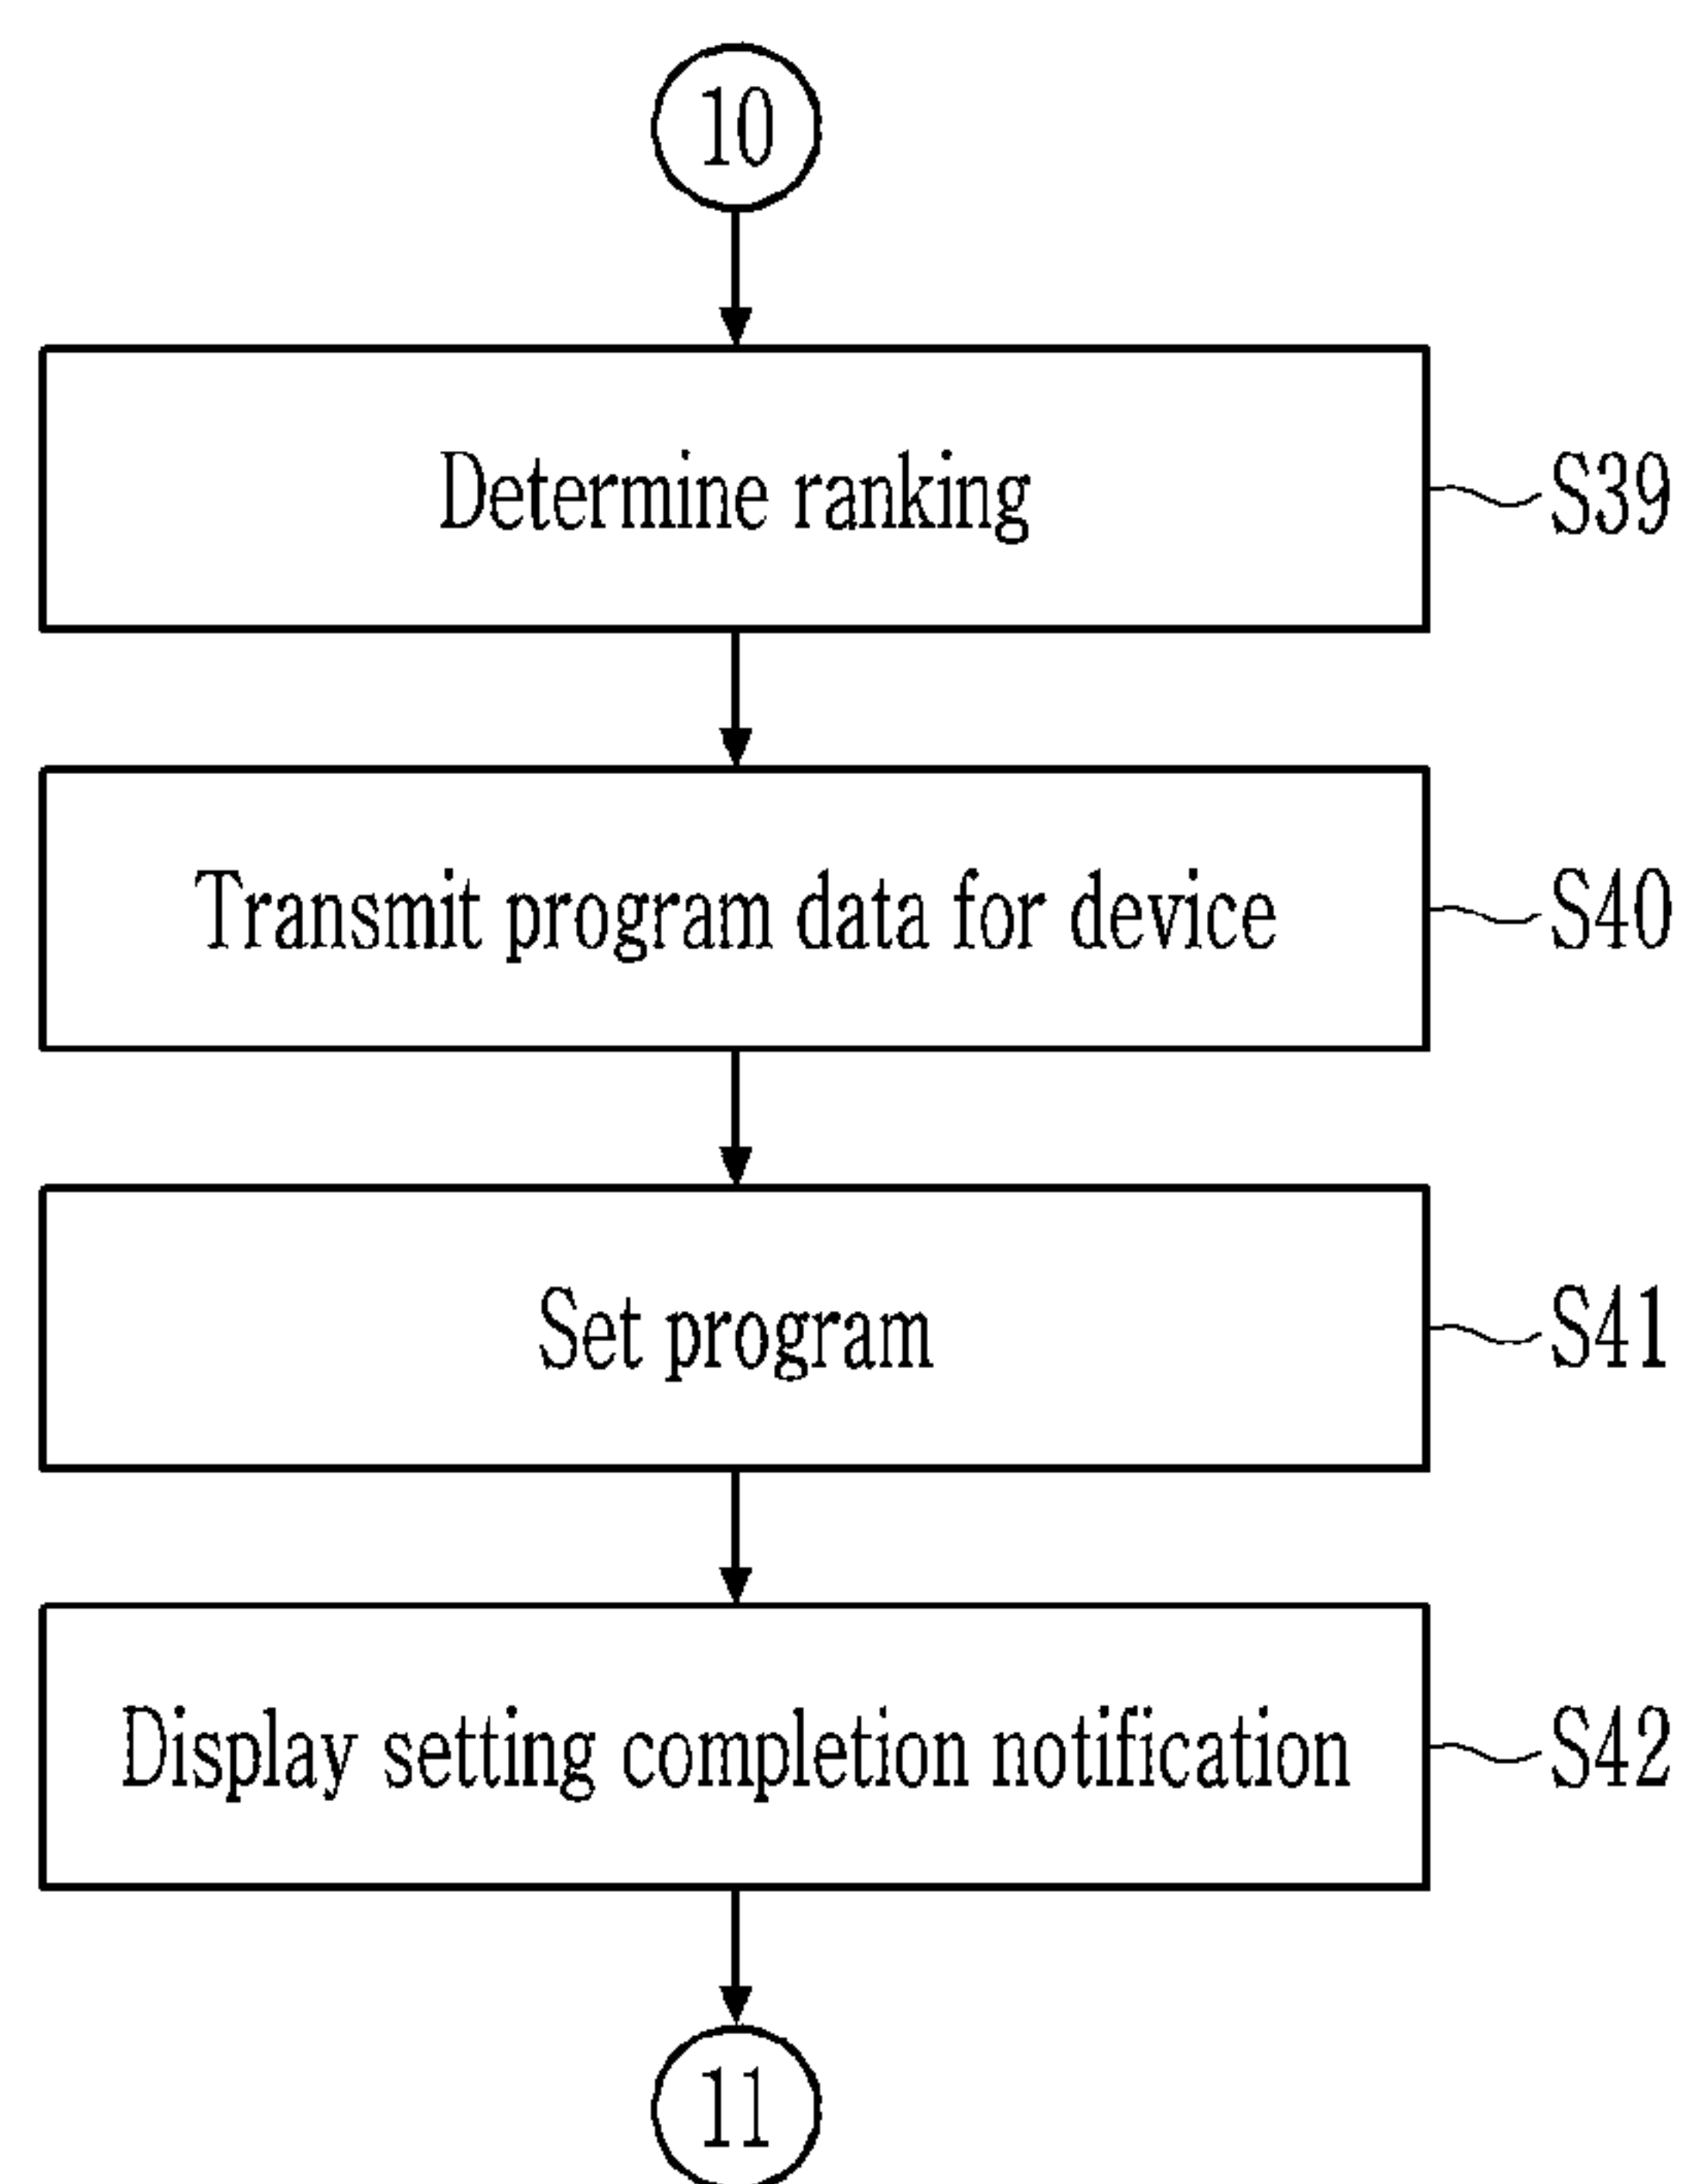 10
Determine ranking
S39
Transmit program data for device
S40
Set program
S41
Display setting completion notification
S42
11